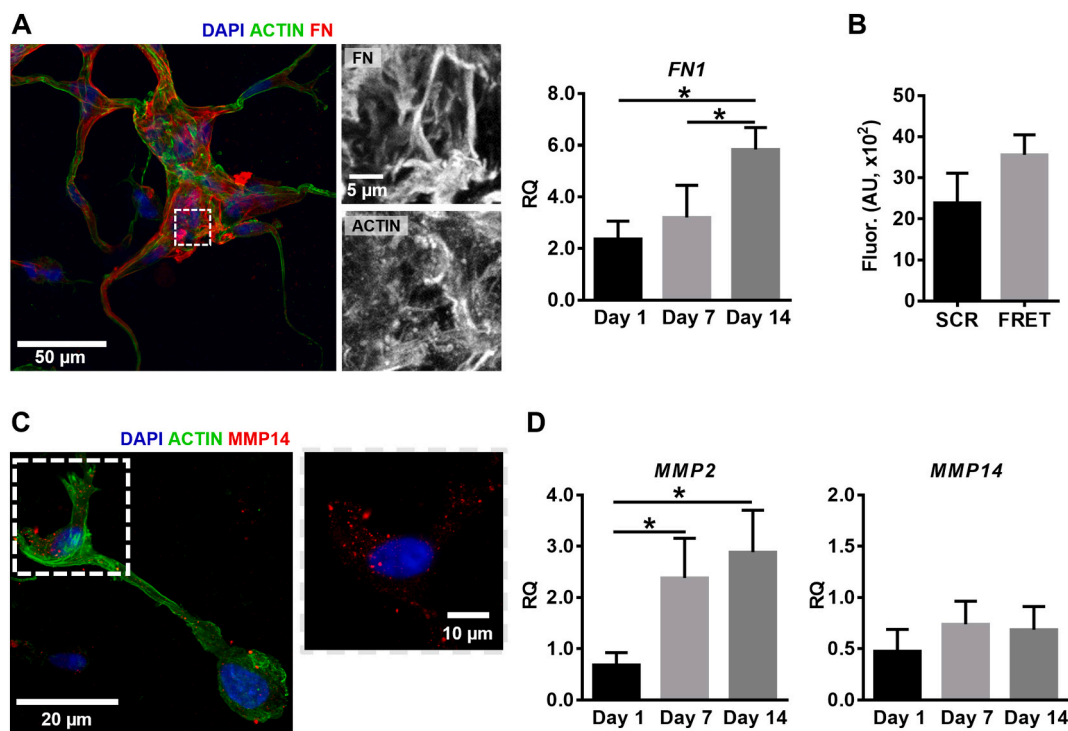 A
DAPI ACTIN FN
FN
5 µm
ACTIN
50 µm
FN1
*
*
RQ
8.0
6.0
4.0
2.0
0.0
Day 1 Day 7 Day 14
B
Fluor. (AU, x10²)
50
40
30
20
10
0
SCR FRET
C
DAPI ACTIN MMP14
20 µm
10 µm
D
MMP2
*
*
RQ
4.0
3.0
2.0
1.0
0.0
Day 1 Day 7 Day 14
MMP14
RQ
2.0
1.5
1.0
0.5
0.0
Day 1 Day 7 Day 14